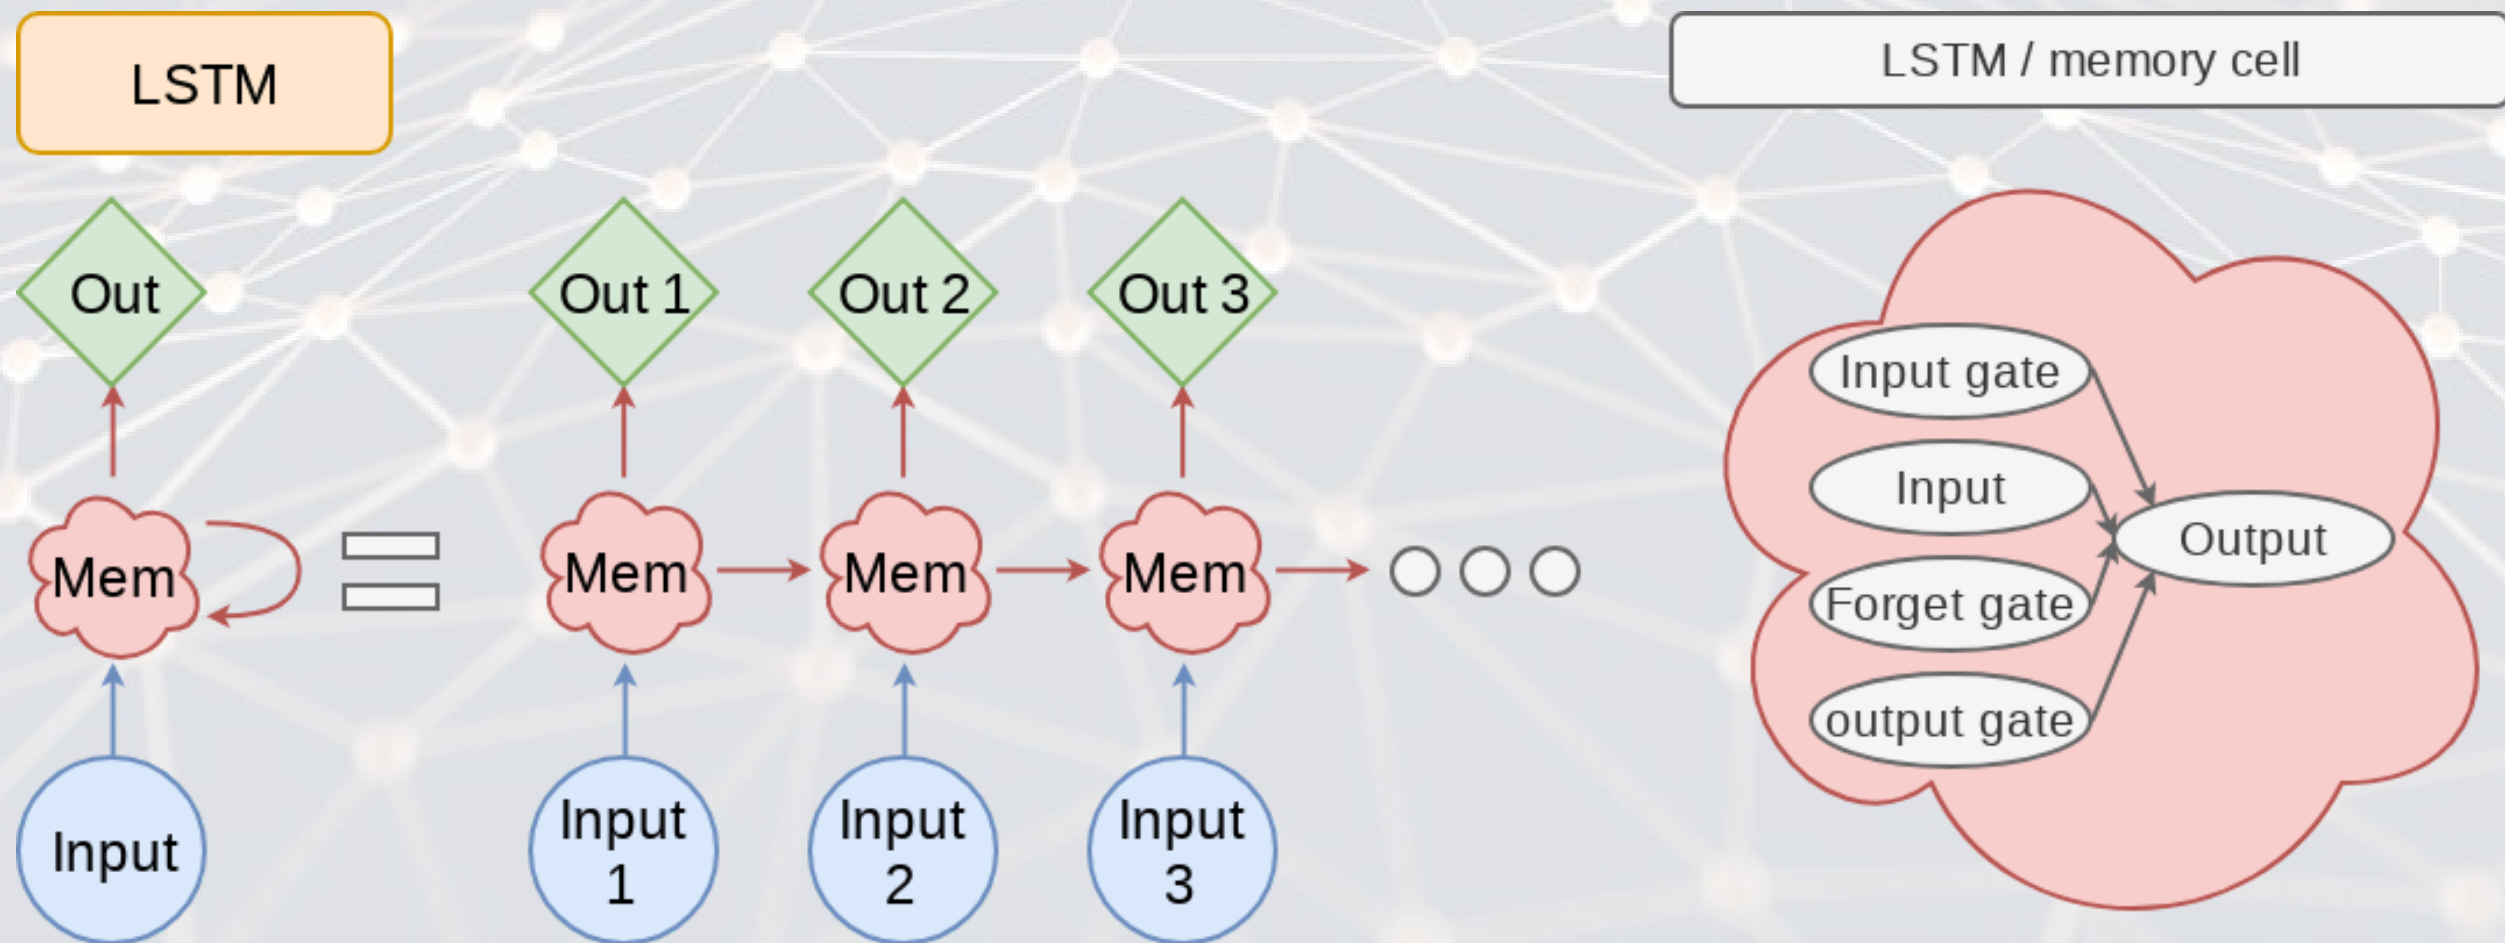 LSTM
LSTM / memory cell
Out
Out 1
Out 2
Out 3
Mem
Mem
Mem
Mem
Input
Input
1
Input
2
Input
3
Input gate
Input
Forget gate
output gate
Output